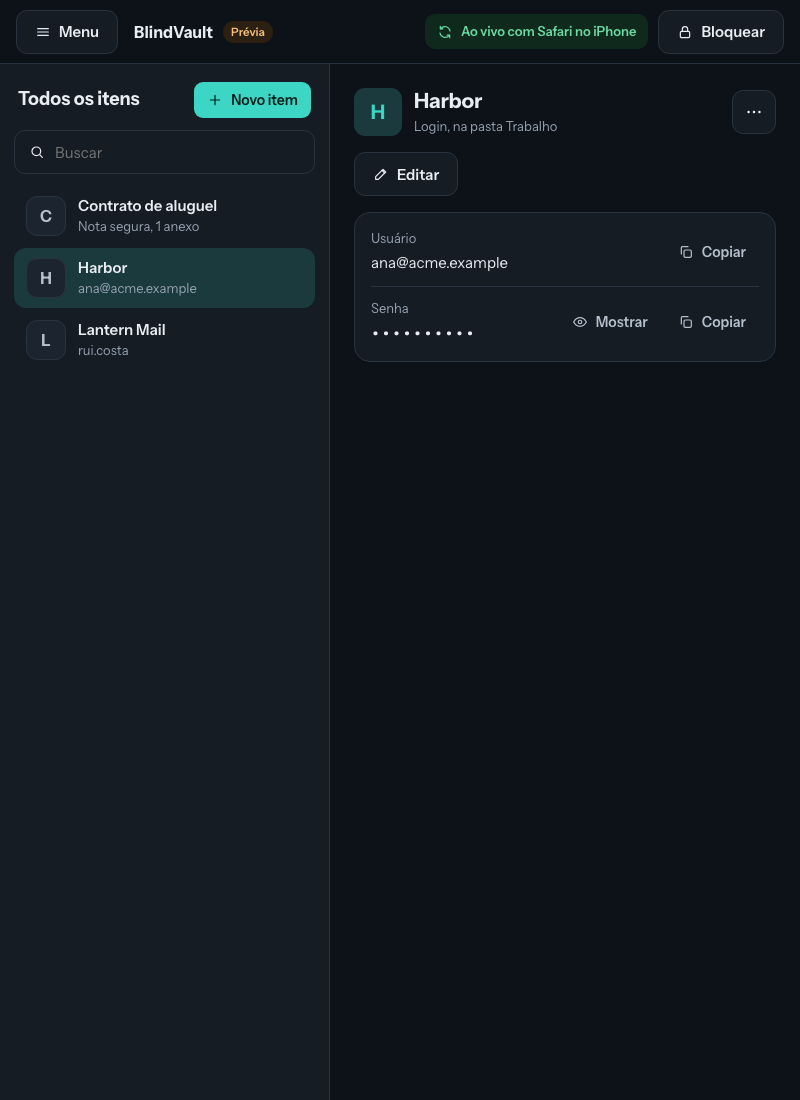 Menu
BlindVault
Prévia
Ao vivo com Safari no iPhone
Bloquear
Todos os itens
Novo item
Buscar
C
Contrato de aluguel
Nota segura, 1 anexo
H
Harbor
ana@acme.example
L
Lantern Mail
rui.costa
H
Harbor
Login, na pasta Trabalho
Editar
Usuário
ana@acme.example
Copiar
Senha
••••••••••
Mostrar
Copiar